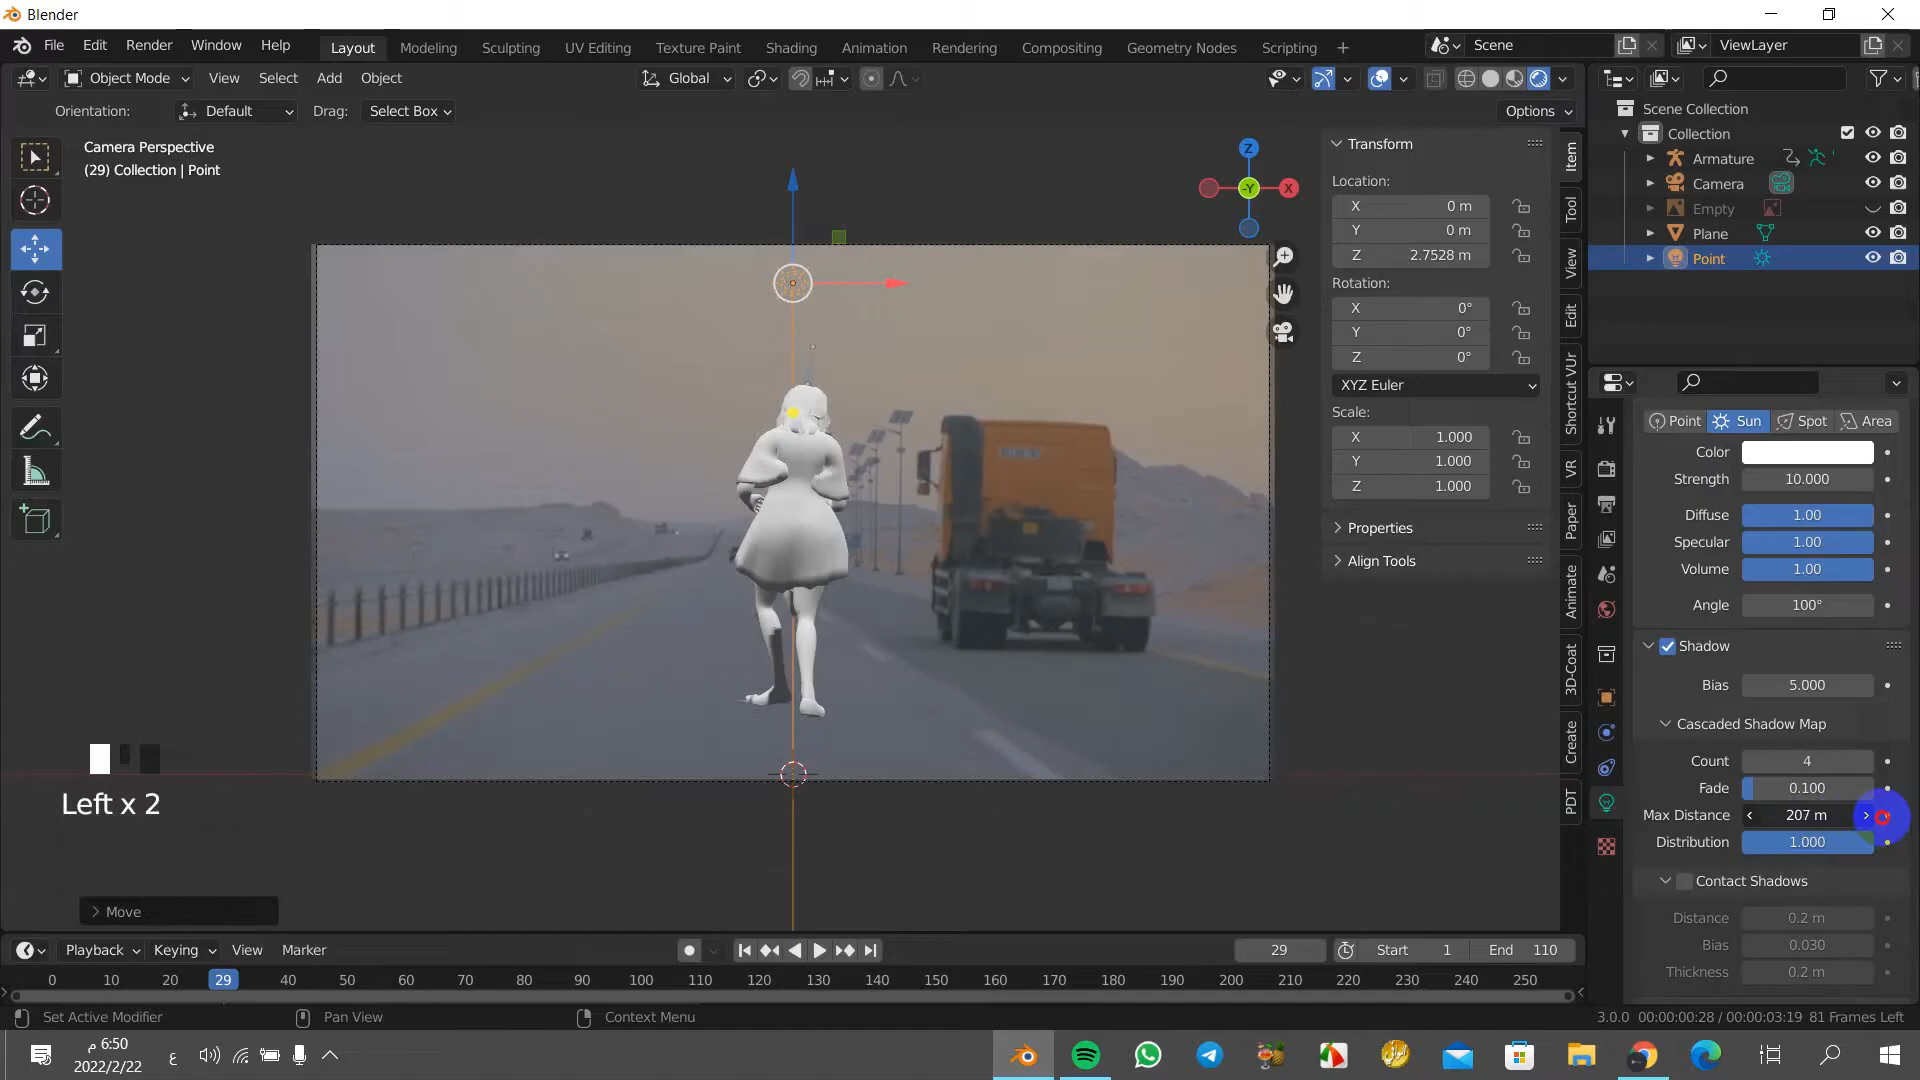 Blender
File Edit Render Window Help
Layout Modeling Sculpting UV Editing Texture Paint Shading Animation Rendering Compositing Geometry Nodes Scripting
Scene
ViewLayer
Object Mode View Select Add Object
Global
Orientation: Default Drag: Select Box
Options
Camera Perspective
(29) Collection | Point
Z
Y
X
Transform
Location:
X 0 m
Y 0 m
Z 2.7528 m
Rotation:
X 0°
Y 0°
Z 0°
XYZ Euler
Scale:
X 1.000
Y 1.000
Z 1.000
Properties
Align Tools
Item
Tool
View
Edit
Shortcut VUr
VR
Paper
Animate
3D-Coat
Create
PDT
Scene Collection
Collection
Armature
Camera
Empty
Plane
Point
Point Sun Spot Area
Color
Strength 10.000
Diffuse 1.00
Specular 1.00
Volume 1.00
Angle 100°
Shadow
Bias 5.000
Cascaded Shadow Map
Count 4
Fade 0.100
Max Distance 207 m
Distribution 1.000
Contact Shadows
Distance 0.2 m
Bias 0.030
Thickness 0.2 m
Left x 2
Move
Playback Keying View Marker
29 Start 1 End 110
0 10 20 29 40 50 60 70 80 90 100 110 120 130 140 150 160 170 180 190 200 210 220 230 240 250
Set Active Modifier Pan View Context Menu
3.0.0 00:00:00:28 / 00:00:03:19 81 Frames Left
6:50 م
2022/2/22
ع